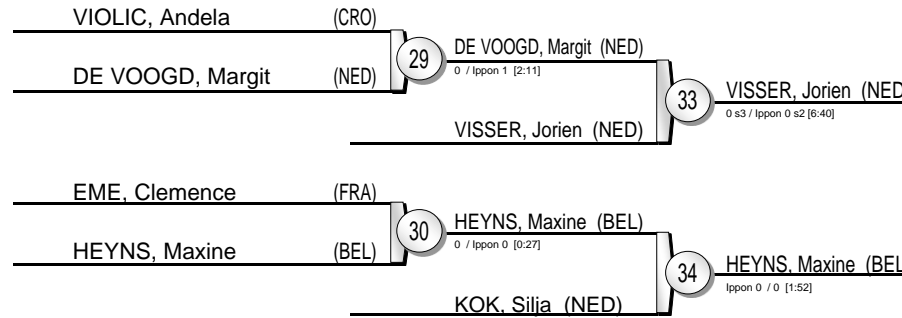 VIOLIC, Andela (CRO)
29
DE VOOGD, Margit (NED)
0 / Ippon 1 [2:11]
DE VOOGD, Margit (NED)
33
VISSER, Jorien (NED
0 s3 / Ippon 0 s2 [6:40]
VISSER, Jorien (NED)
EME, Clemence (FRA)
30
HEYNS, Maxine (BEL)
0 / Ippon 0 [0:27]
HEYNS, Maxine (BEL)
34
HEYNS, Maxine (BEL
Ippon 0 / 0 [1:52]
KOK, Silja (NED)